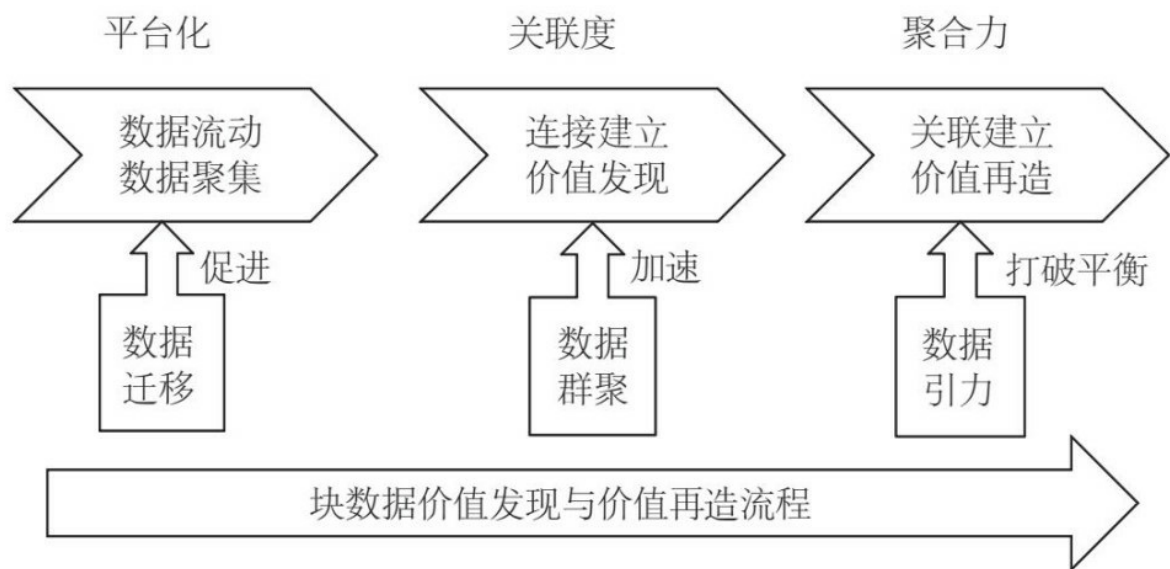 平台化
关联度
聚合力
数据流动
数据聚集
连接建立
价值发现
关联建立
价值再造
促进
加速
打破平衡
数据
迁移
数据
群聚
数据
引力
块数据价值发现与价值再造流程